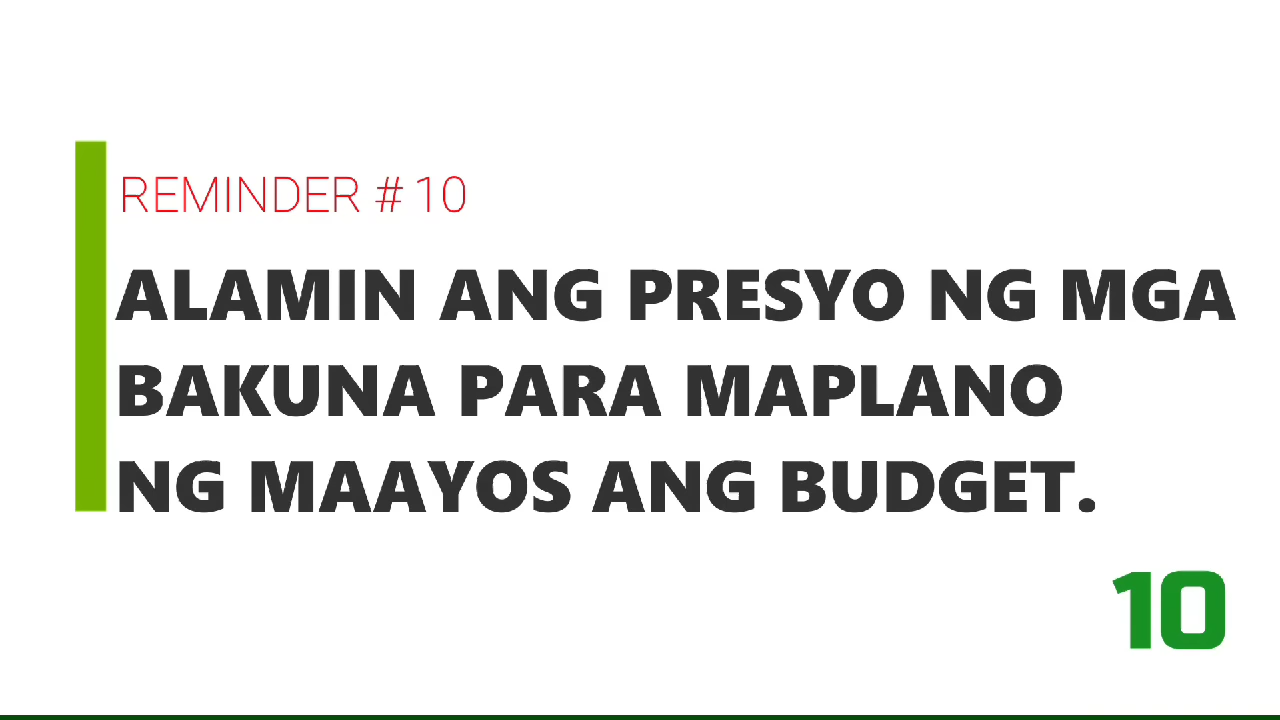 REMINDER # 10
ALAMIN ANG PRESYO NG MGA
BAKUNA PARA MAPLANO
NG MAAYOS ANG BUDGET.
10